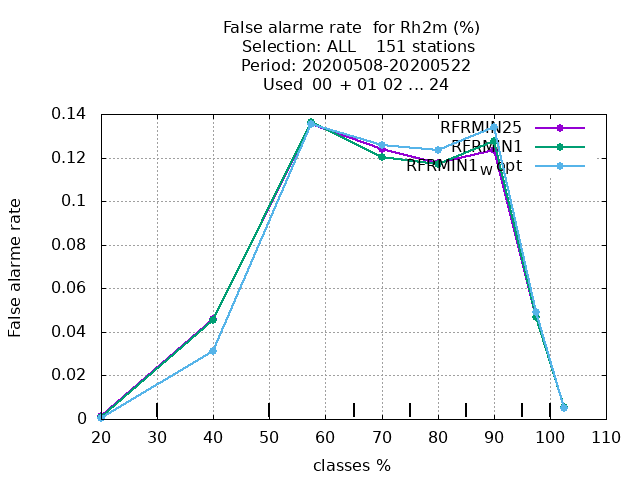 False alarme rate  for Rh2m (%)
Selection: ALL    151 stations
Period: 20200508-20200522
Used  00 + 01 02 ... 24
RFRMIN25
RFRMIN1
RFRMIN1W opt
False alarme rate
0.14
0.12
0.1
0.08
0.06
0.04
0.02
0
20 30 40 50 60 70 80 90 100 110
classes %